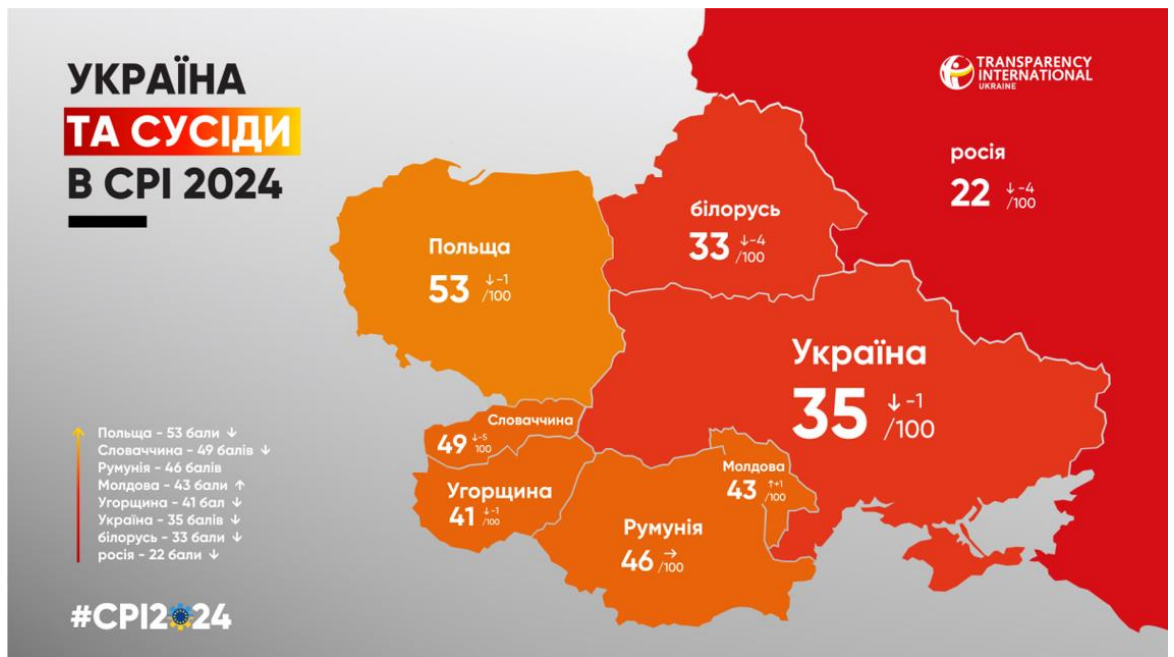 УКРАЇНА
ТА СУСІДИ
В СРІ 2024
TRANSPARENCY
INTERNATIONAL
UKRAINE
росія
22 ↓-4
/100
білорусь
33 ↓-4
/100
Польща
53 ↓-1
/100
Україна
35 ↓-1
/100
Словаччина
49 ↓-5
100
Молдова
43 ↑+1
/100
Угорщина
41 ↓-1
/100
Румунія
46 →
/100
Польща - 53 бали ↓
Словаччина - 49 балів ↓
Румунія - 46 балів
Молдова - 43 бали ↑
Угорщина - 41 бал ↓
Україна - 35 балів ↓
білорусь - 33 бали ↓
росія - 22 бали ↓
#CPI2024